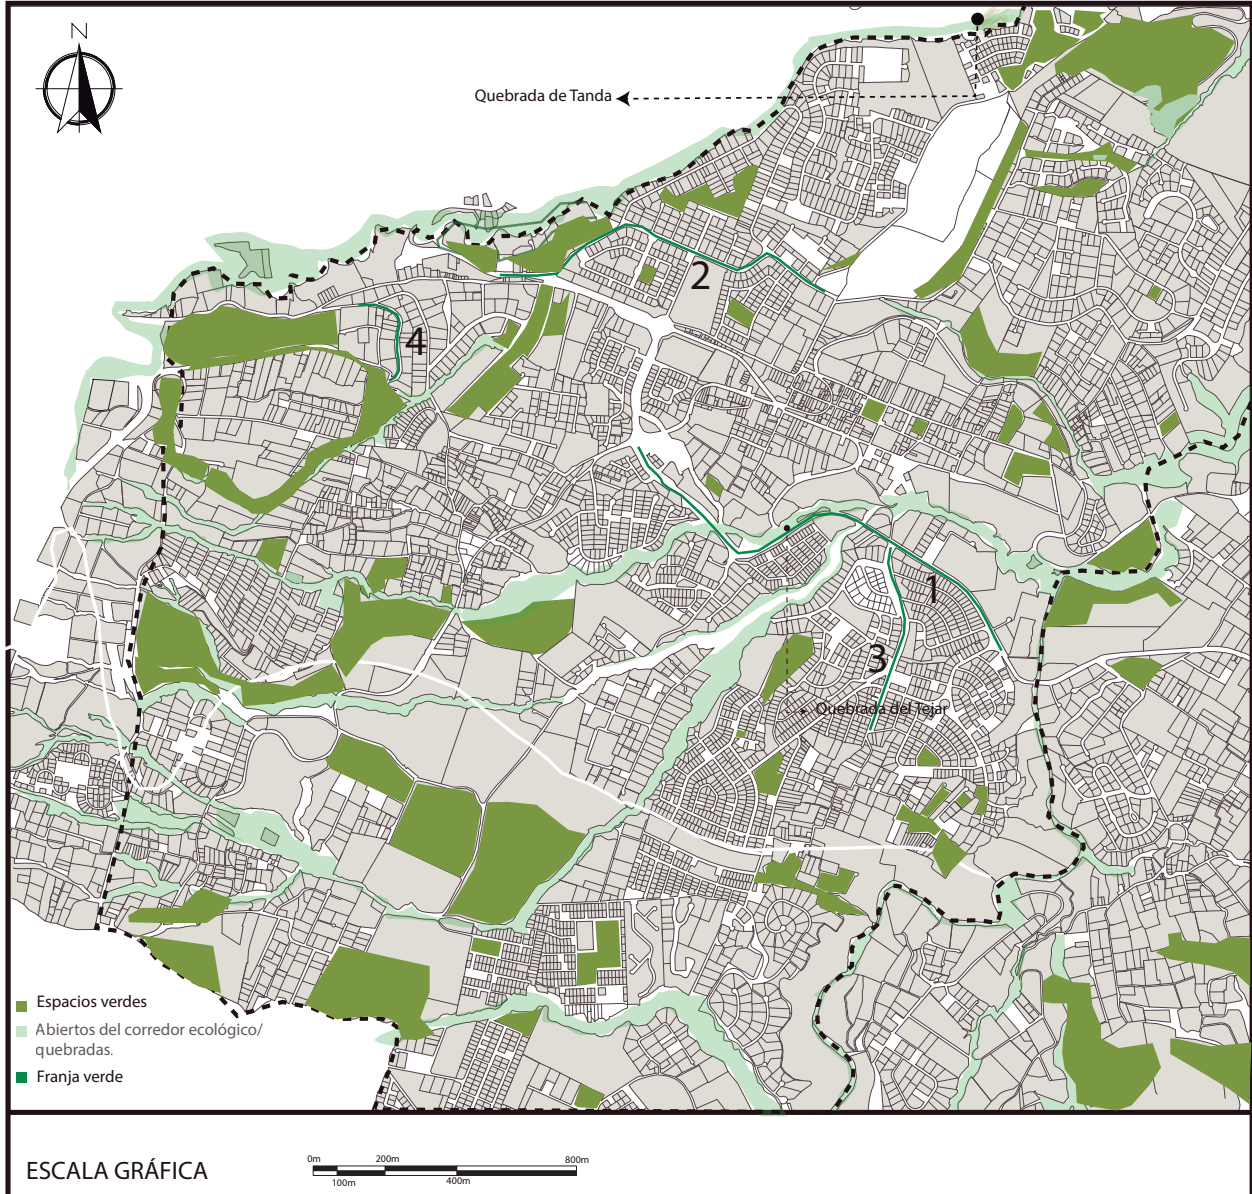 N
Quebrada de Tanda
2
4
1
3
Quebrada del Tejar
Espacios verdes
Abiertos del corredor ecológico/
quebradas.
Franja verde
ESCALA GRÁFICA
0m 200m 800m
100m 400m